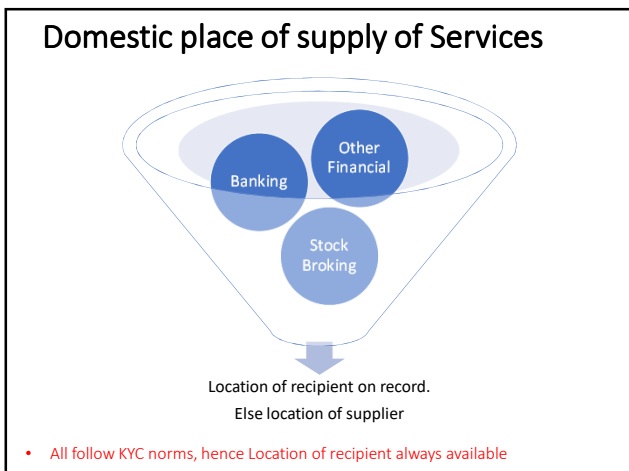 Domestic place of supply of Services
Other
Financial
Banking
Stock
Broking
Location of recipient on record.
Else location of supplier
• All follow KYC norms, hence Location of recipient always available